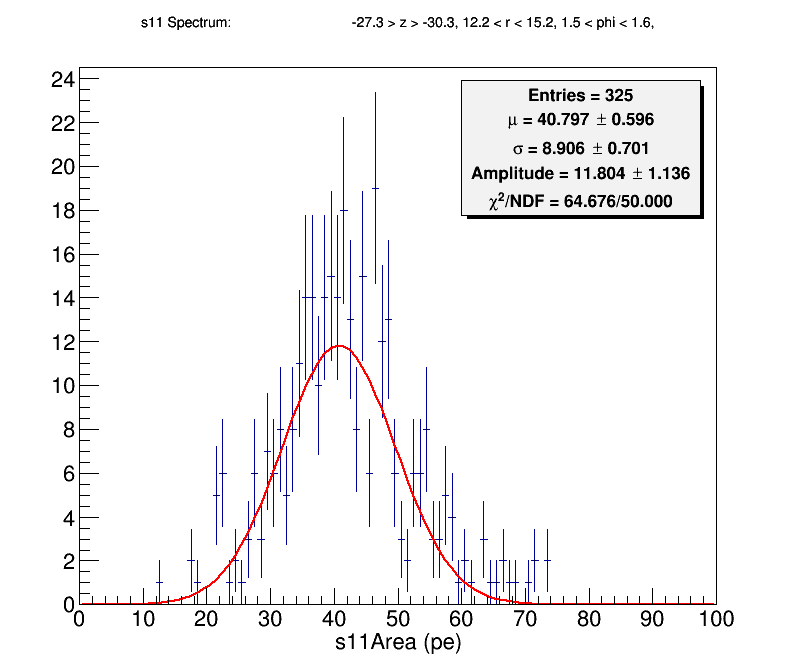 s11 Spectrum: -27.3 > z > -30.3, 12.2 < r < 15.2, 1.5 < phi < 1.6,
Entries = 325
μ = 40.797 ± 0.596
σ = 8.906 ± 0.701
Amplitude = 11.804 ± 1.136
χ²/NDF = 64.676/50.000
24
22
20
18
16
14
12
10
8
6
4
2
0
0 10 20 30 40 50 60 70 80 90 100
s11Area (pe)